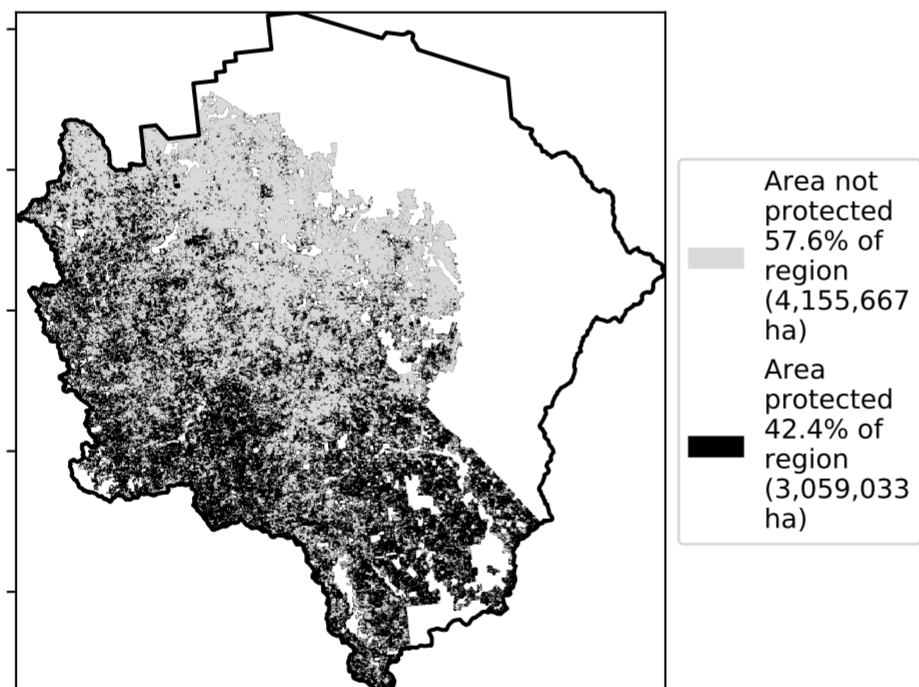 Area not
protected
57.6% of
region
(4,155,667
ha)
Area
protected
42.4% of
region
(3,059,033
ha)